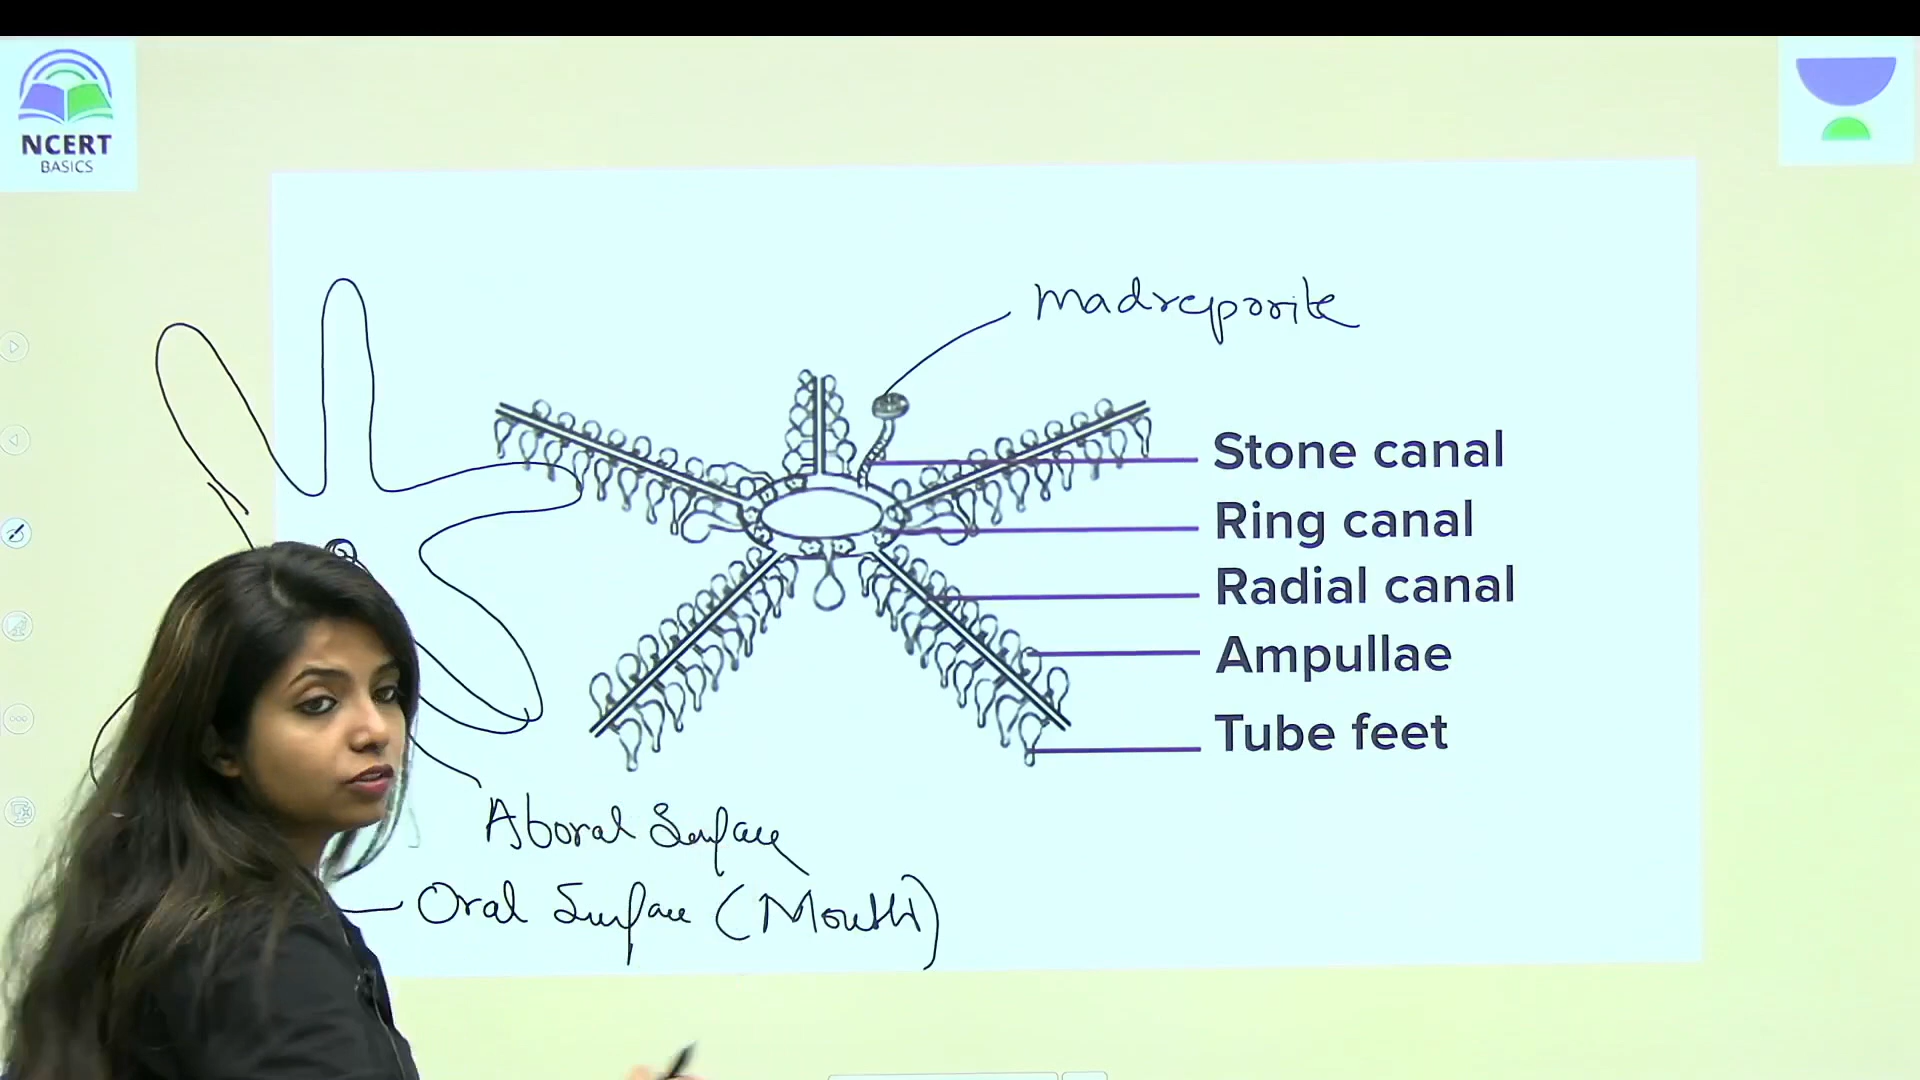 NCERT
BASICS
Madreporite
Stone canal
Ring canal
Radial canal
Ampullae
Tube feet
Aboral Surface
Oral Surface (Mouth)